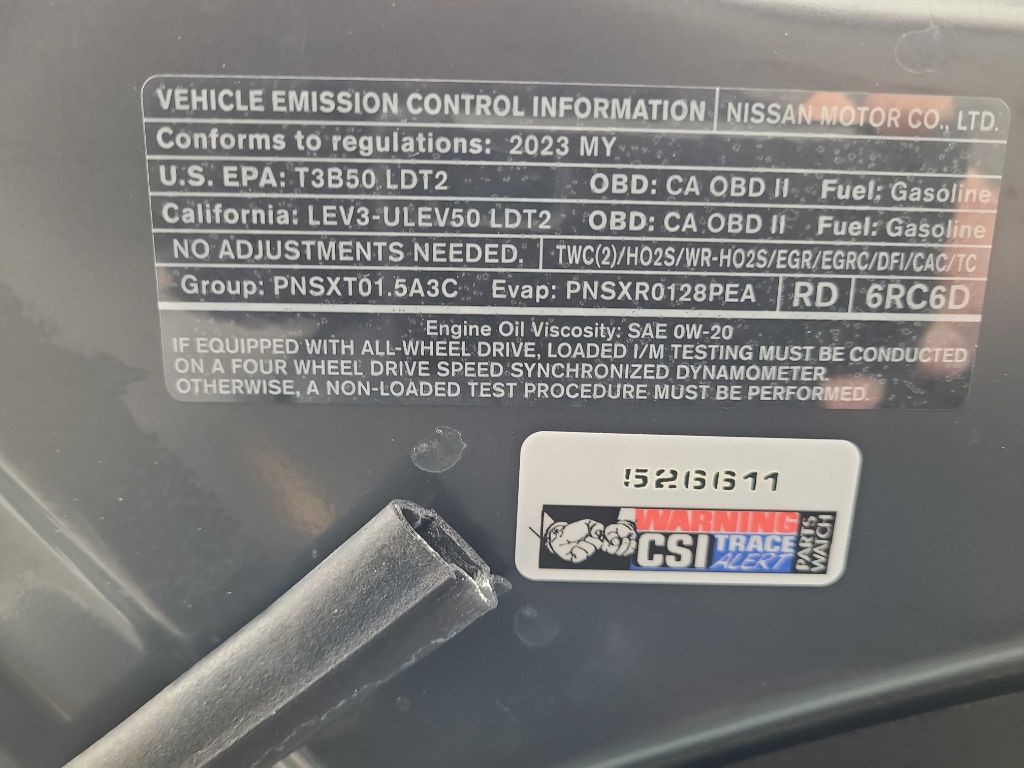 VEHICLE EMISSION CONTROL INFORMATION NISSAN MOTOR CO., LTD.
Conforms to regulations: 2023 MY
U.S. EPA: T3B50 LDT2 OBD: CA OBD II Fuel: Gasoline
California: LEV3-ULEV50 LDT2 OBD: CA OBD II Fuel: Gasoline
NO ADJUSTMENTS NEEDED. TWC(2)/HO2S/WR-HO2S/EGR/EGRC/DFI/CAC/TC
Group: PNSXT01.5A3C Evap: PNSXR0128PEA RD 6RC6D
Engine Oil Viscosity: SAE 0W-20
IF EQUIPPED WITH ALL-WHEEL DRIVE, LOADED I/M TESTING MUST BE CONDUCTED
ON A FOUR WHEEL DRIVE SPEED SYNCHRONIZED DYNAMOMETER.
OTHERWISE, A NON-LOADED TEST PROCEDURE MUST BE PERFORMED.
526611
WARNING
CSI TRACE
ALERT
PARTS
WATCH